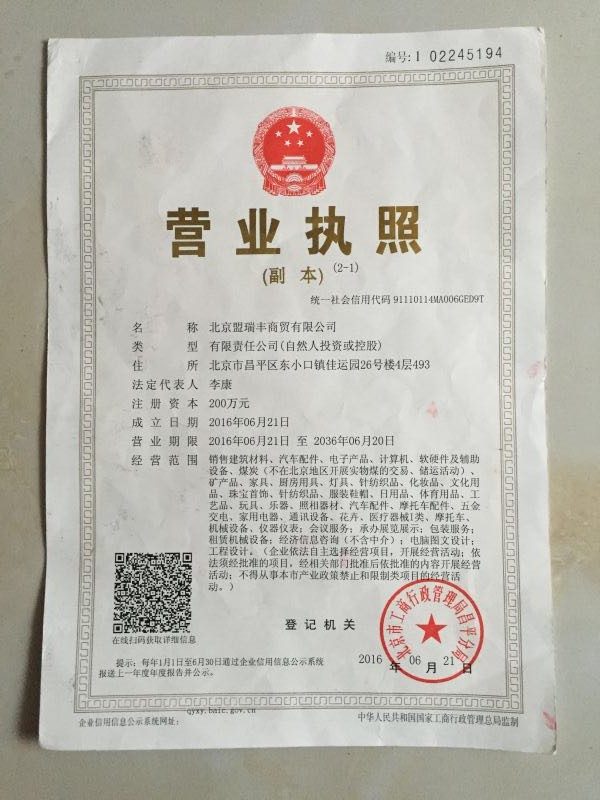 编号:1 02245194
营业执照
(副 本) (2-1)
统一社会信用代码 91110114MA006GED9T
名 称 北京盟瑞丰商贸有限公司
类 型 有限责任公司(自然人投资或控股)
住 所 北京市昌平区东小口镇佳运园26号楼4层493
法定代表人 李康
注册资本 200万元
成立日期 2016年06月21日
营业期限 2016年06月21日 至 2036年06月20日
经营范围 销售建筑材料、汽车配件、电子产品、计算机、软硬件及辅助
设备、煤炭（不在北京地区开展实物煤的交易、储运活动）、
矿产品、家具、厨房用具、灯具、针纺织品、化妆品、文化用
品、珠宝首饰、针纺织品、服装鞋帽、日用品、体育用品、工
艺品、玩具、乐器、照相器材、汽车配件、摩托车配件、五金
交电、家用电器、通讯设备、花卉、医疗器械I类、摩托车、
机械设备、仪器仪表；会议服务；承办展览展示；包装服务；
租赁机械设备；经济信息咨询（不含中介）；电脑图文设计；
工程设计。（企业依法自主选择经营项目，开展经营活动；依
法须经批准的项目，经相关部门批准后依批准的内容开展经营
活动；不得从事本市产业政策禁止和限制类项目的经营活
动。）
在线扫码获取详细信息
登记机关
北京市工商行政管理局昌平分局
2016 年 06 月 21 日
提示：每年1月1日至6月30日通过企业信用信息公示系统
报送上一年度年度报告并公示。
qyxy.baic.gov.cn
企业信用信息公示系统网址：
中华人民共和国国家工商行政管理总局监制